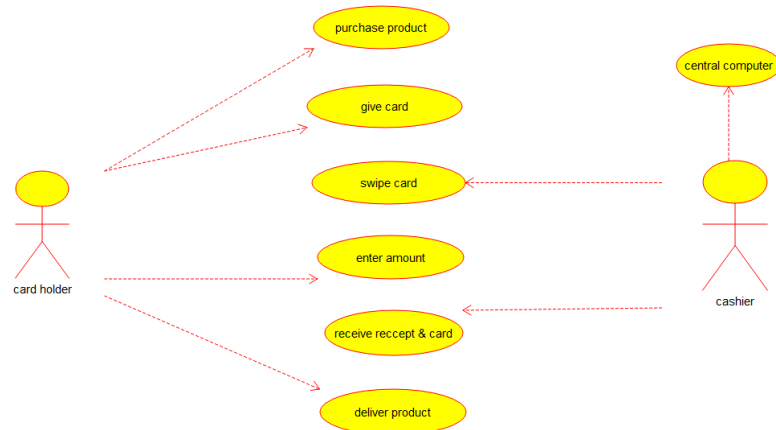 purchase product
central computer
give card
swipe card
enter amount
card holder
cashier
receive reccept & card
deliver product